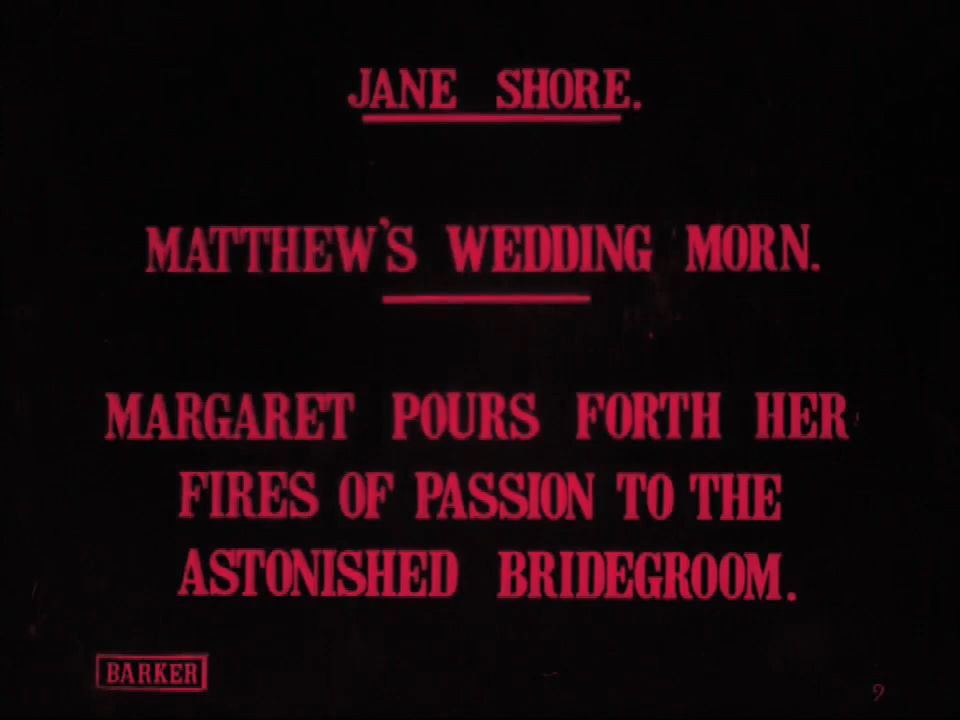 JANE SHORE.
MATTHEW'S WEDDING MORN.
MARGARET POURS FORTH HER
FIRES OF PASSION TO THE
ASTONISHED BRIDEGROOM.
BARKER
9